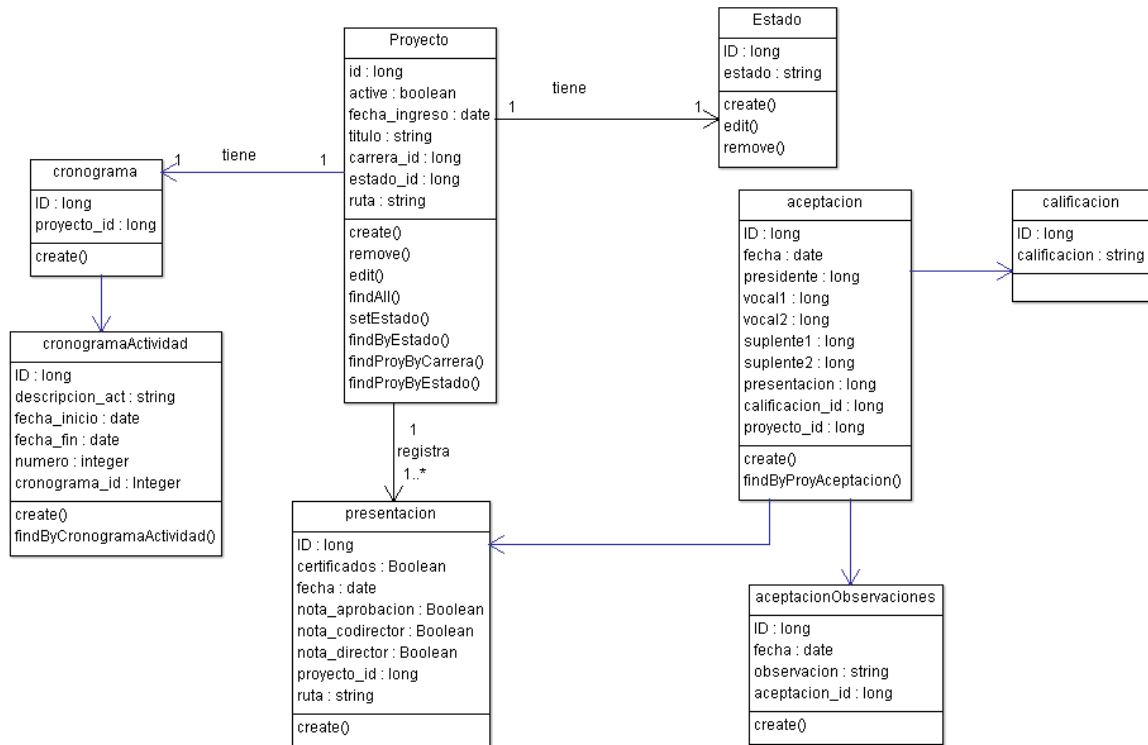 Proyecto
id : long
active : boolean
fecha_ingreso : date
titulo : string
carrera_id : long
estado_id : long
ruta : string
create()
remove()
edit()
findAll()
setEstado()
findByEstado()
findProyByCarrera()
findProyByEstado()
tiene
1
1
Estado
ID : long
estado : string
create()
edit()
remove()
1
tiene
1
cronograma
ID : long
proyecto_id : long
create()
cronogramaActividad
ID : long
descripcion_act : string
fecha_inicio : date
fecha_fin : date
numero : integer
cronograma_id : Integer
create()
findByCronogramaActividad()
1
registra
1..*
presentacion
ID : long
certificados : Boolean
fecha : date
nota_aprobacion : Boolean
nota_codirector : Boolean
nota_director : Boolean
proyecto_id : long
ruta : string
create()
aceptacion
ID : long
fecha : date
presidente : long
vocal1 : long
vocal2 : long
suplente1 : long
suplente2 : long
presentacion : long
calificacion_id : long
proyecto_id : long
create()
findByProyAceptacion()
calificacion
ID : long
calificacion : string
aceptacionObservaciones
ID : long
fecha : date
observacion : string
aceptacion_id : long
create()